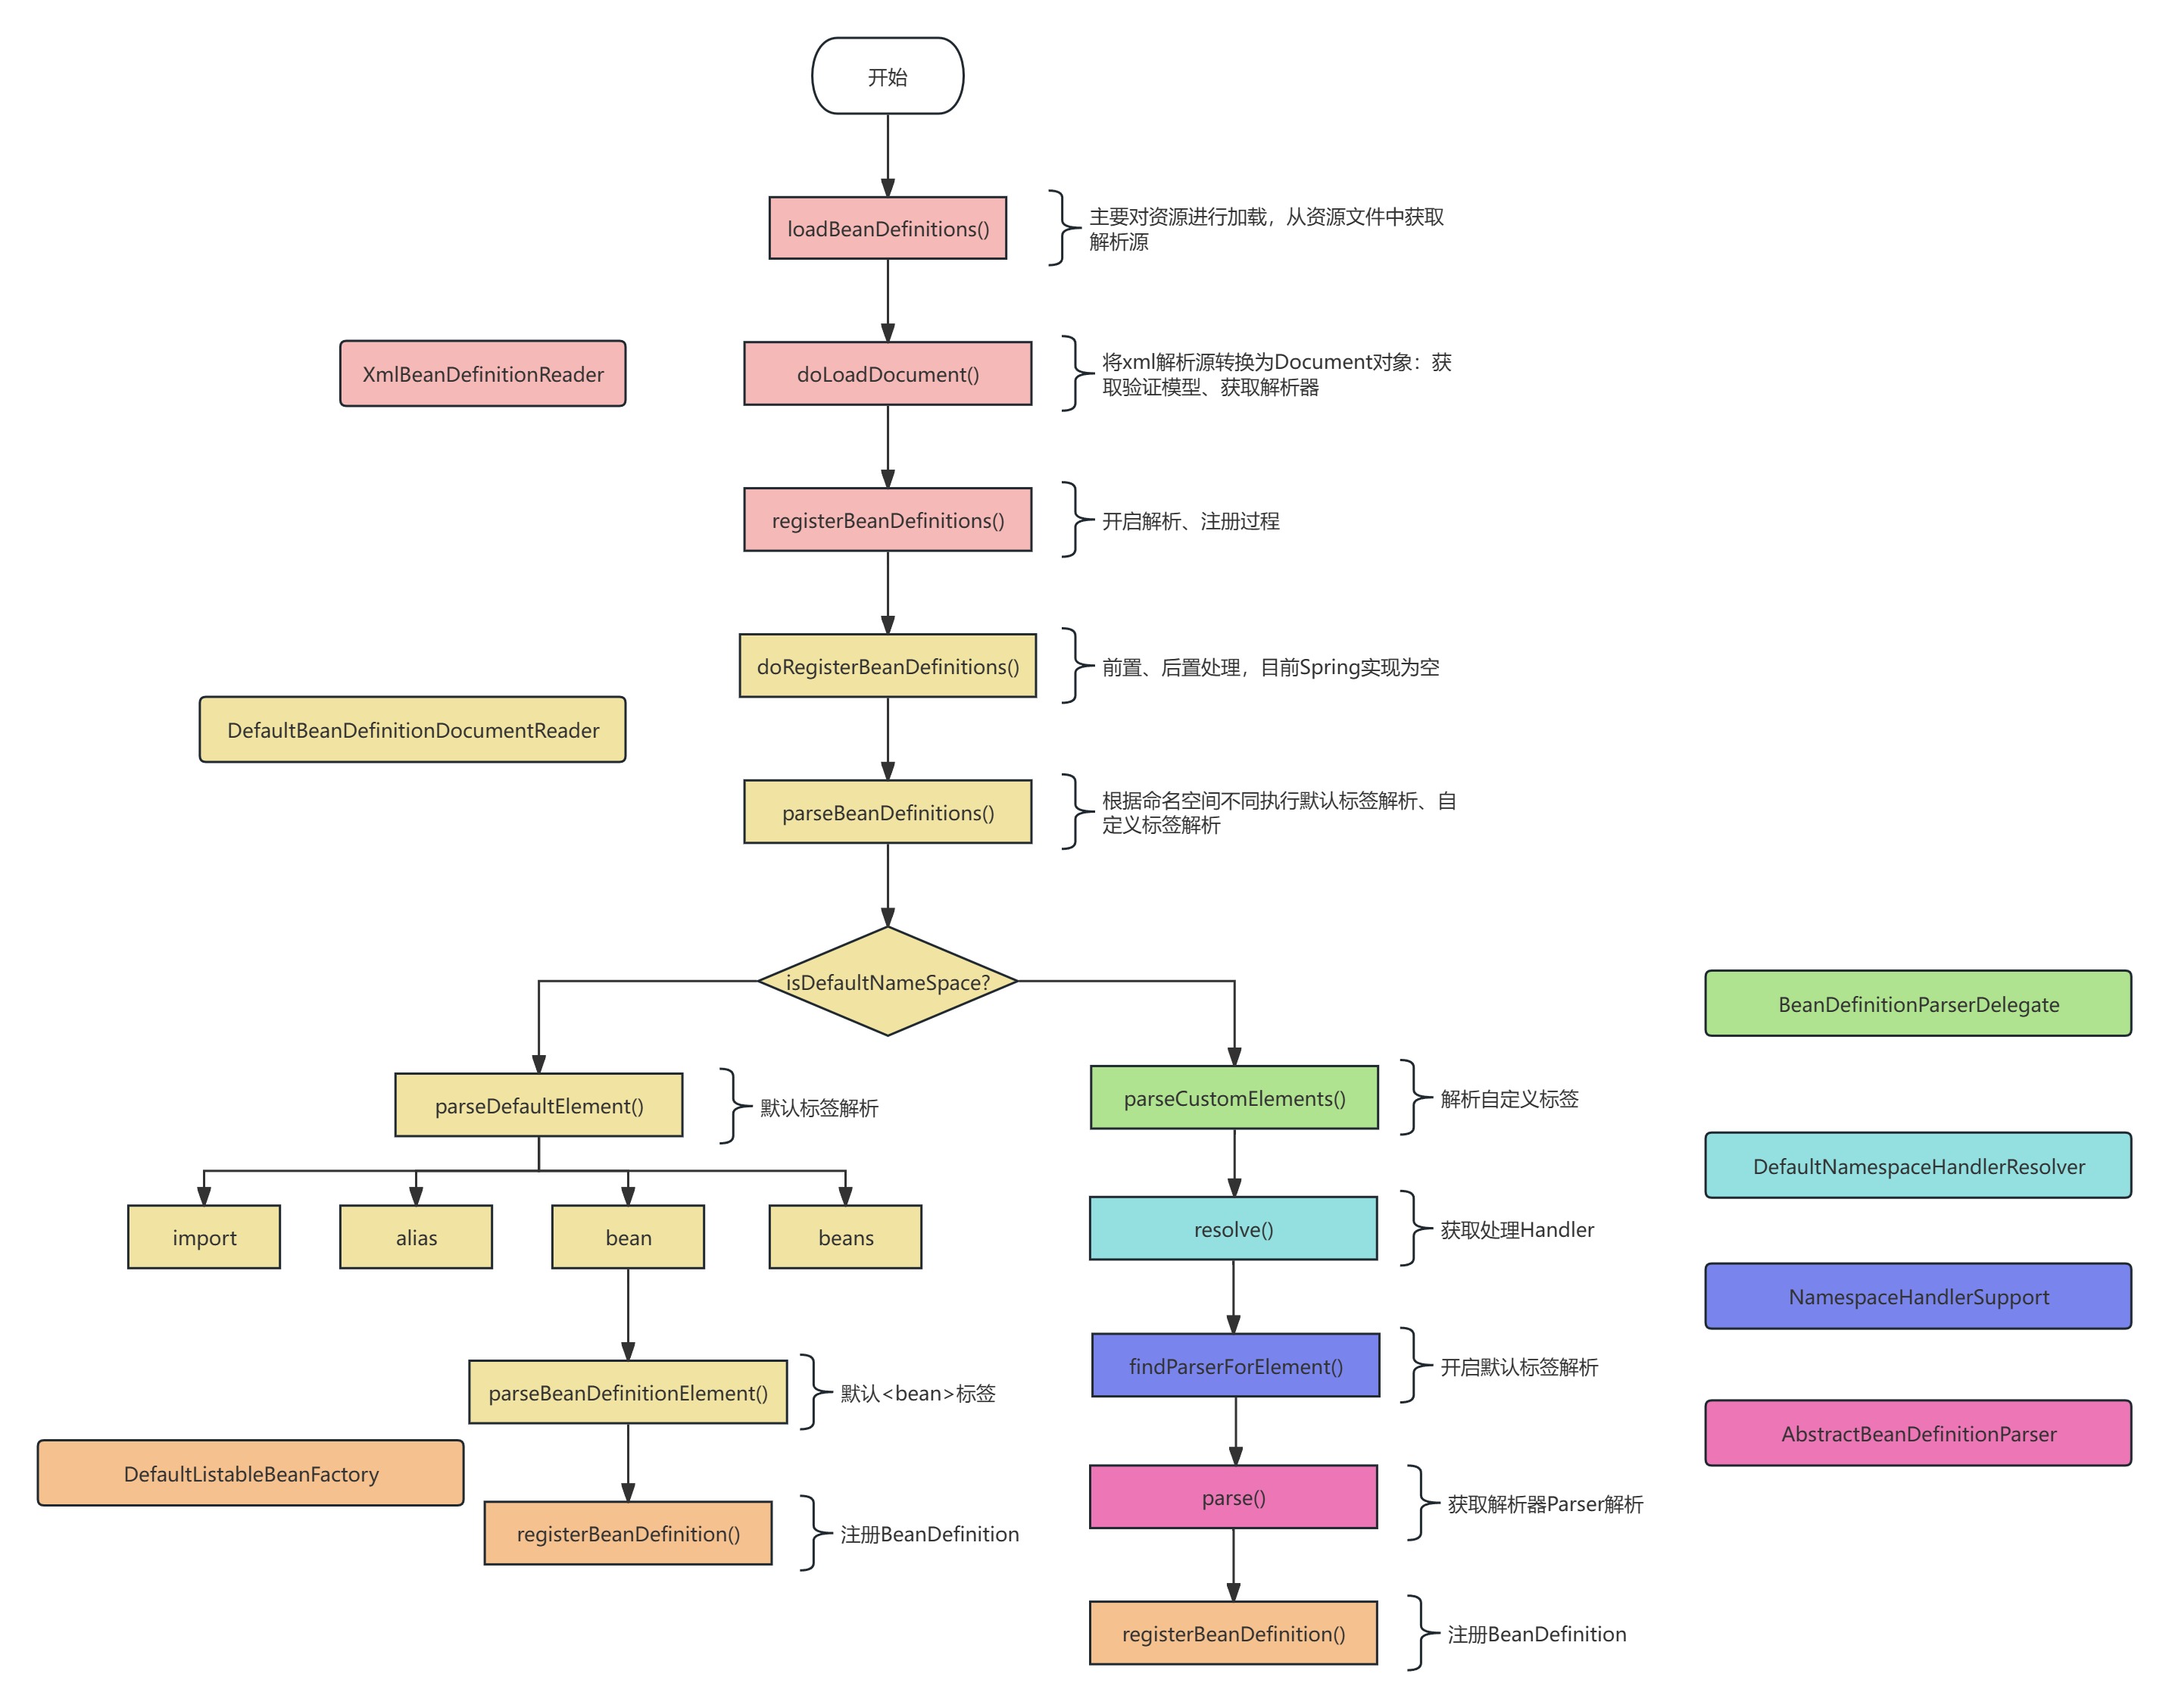 开始
loadBeanDefinitions()
主要对资源进行加载，从资源文件中获取
解析源
XmlBeanDefinitionReader
doLoadDocument()
将xml解析源转换为Document对象：获
取验证模型、获取解析器
registerBeanDefinitions()
开启解析、注册过程
doRegisterBeanDefinitions()
前置、后置处理，目前Spring实现为空
DefaultBeanDefinitionDocumentReader
parseBeanDefinitions()
根据命名空间不同执行默认标签解析、自
定义标签解析
isDefaultNameSpace?
BeanDefinitionParserDelegate
parseDefaultElement()
默认标签解析
parseCustomElements()
解析自定义标签
DefaultNamespaceHandlerResolver
import
alias
bean
beans
resolve()
获取处理Handler
NamespaceHandlerSupport
parseBeanDefinitionElement()
默认<bean>标签
findParserForElement()
开启默认标签解析
AbstractBeanDefinitionParser
DefaultListableBeanFactory
parse()
获取解析器Parser解析
registerBeanDefinition()
注册BeanDefinition
registerBeanDefinition()
注册BeanDefinition